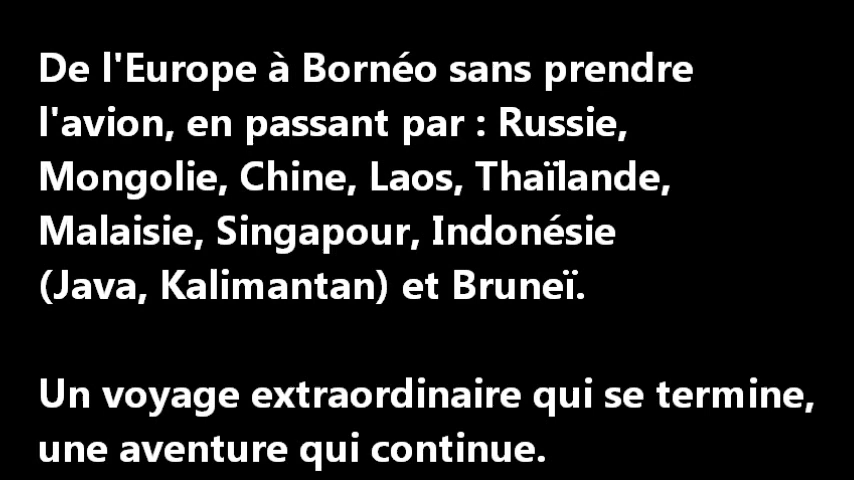 De l'Europe à Bornéo sans prendre
l'avion, en passant par : Russie,
Mongolie, Chine, Laos, Thaïlande,
Malaisie, Singapour, Indonésie
(Java, Kalimantan) et Bruneï.
Un voyage extraordinaire qui se termine,
une aventure qui continue.